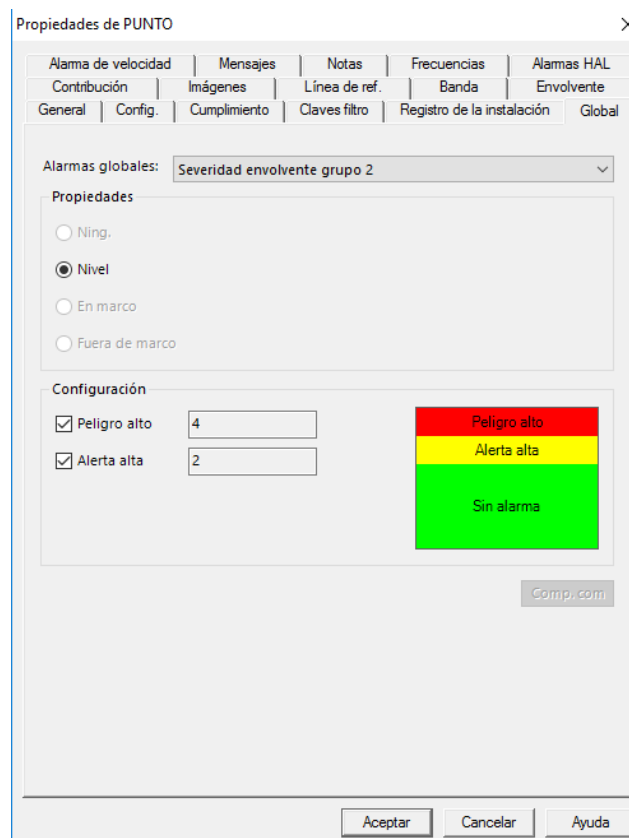 Propiedades de PUNTO
Alarma de velocidad Mensajes Notas Frecuencias Alarmas HAL
Contribución Imágenes Línea de ref. Banda Envolvente
General Config. Cumplimiento Claves filtro Registro de la instalación Global
Alarmas globales: Severidad envolvente grupo 2
Propiedades
Ning.
Nivel
En marco
Fuera de marco
Configuración
Peligro alto 4
Alerta alta 2
Peligro alto
Alerta alta
Sin alarma
Comp. com
Aceptar Cancelar Ayuda